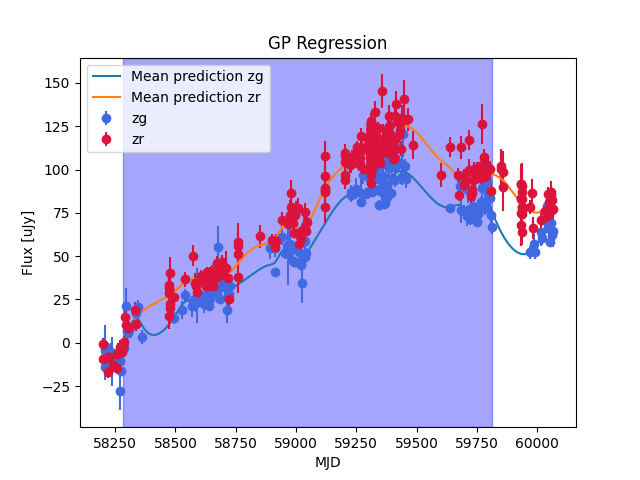 GP Regression
Mean prediction zg
Mean prediction zr
zg
zr
Flux [uJy]
150
125
100
75
50
25
0
−25
58250 58500 58750 59000 59250 59500 59750 60000
MJD